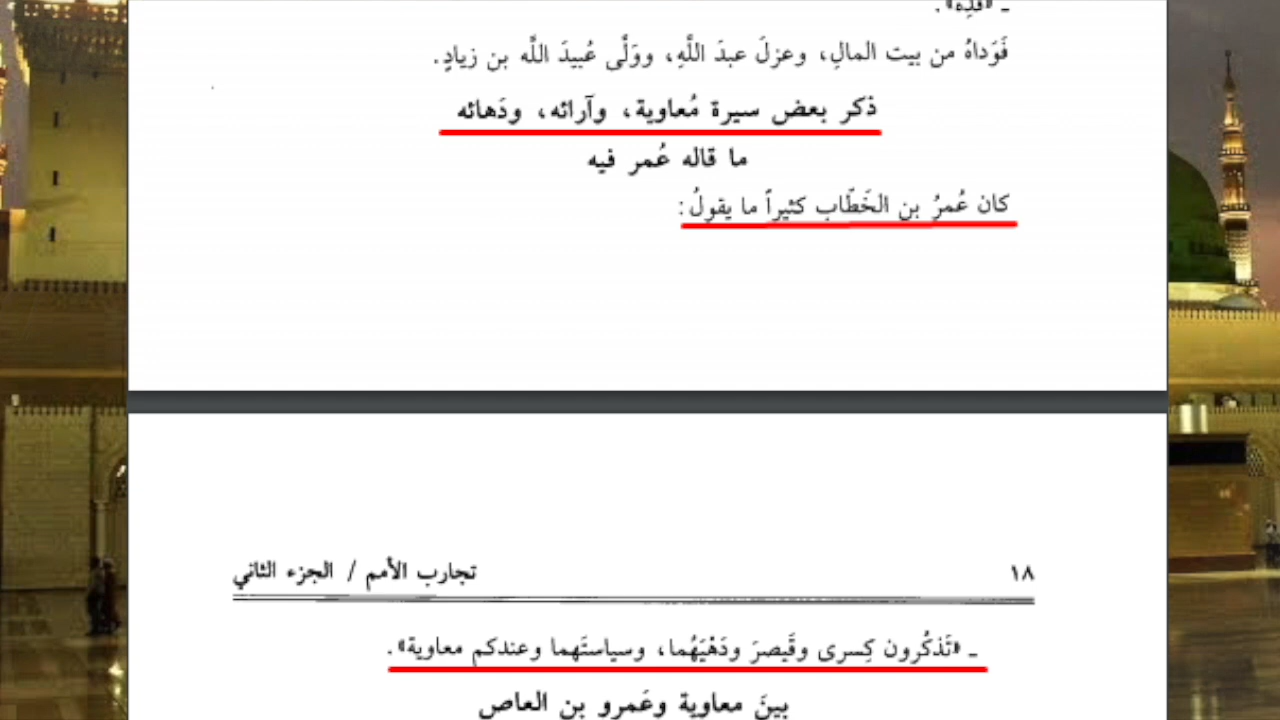 ـ «فَدِه».
فَوَداهُ من بيت المالِ، وعزلَ عبدَ اللَّهِ، ووَلَّى عُبيدَ اللَّه بن زيادٍ.
ذكر بعض سيرة مُعاوية، وآرائه، ودَهائه
ما قاله عُمر فيه
كان عُمرُ بن الخَطّاب كثيراً ما يقولُ:
١٨
تجارب الأمم / الجزء الثاني
ـ «تَذكُرون كِسرى وقَيصرَ ودَهْيَهُما، وسياستَهما وعندكم معاوية».
بينَ معاوية وعَمرو بن العاص